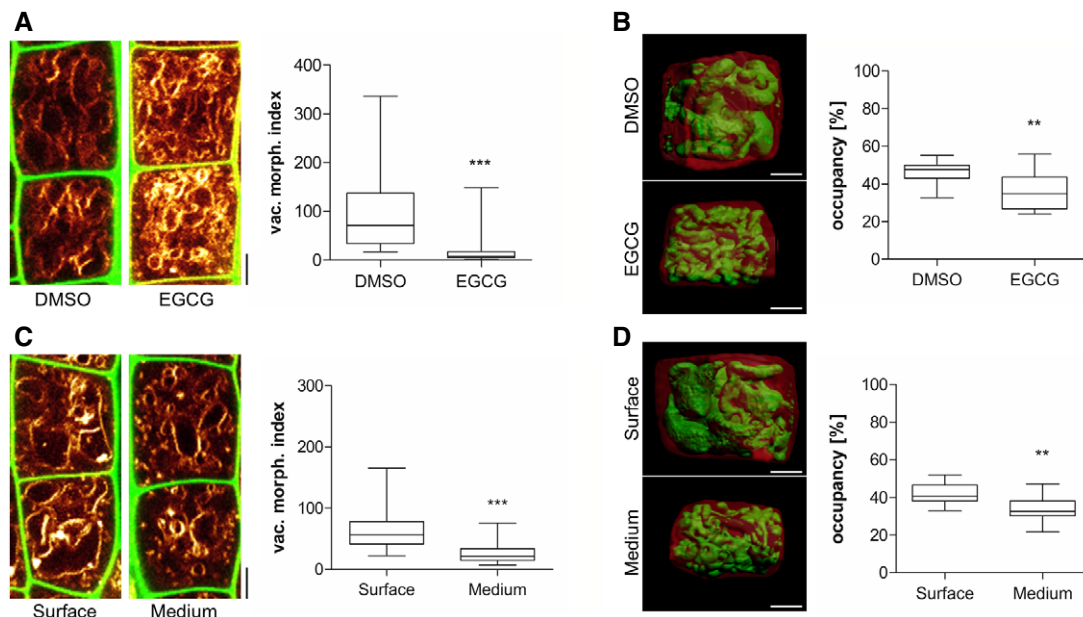 A
DMSO
EGCG
vac. morph. index
400
300
200
100
0
***
DMSO
EGCG
B
DMSO
EGCG
occupancy [%]
100
80
60
40
20
0
**
DMSO
EGCG
C
Surface
Medium
vac. morph. index
300
200
100
0
***
Surface
Medium
D
Surface
Medium
occupancy [%]
100
80
60
40
20
0
**
Surface
Medium